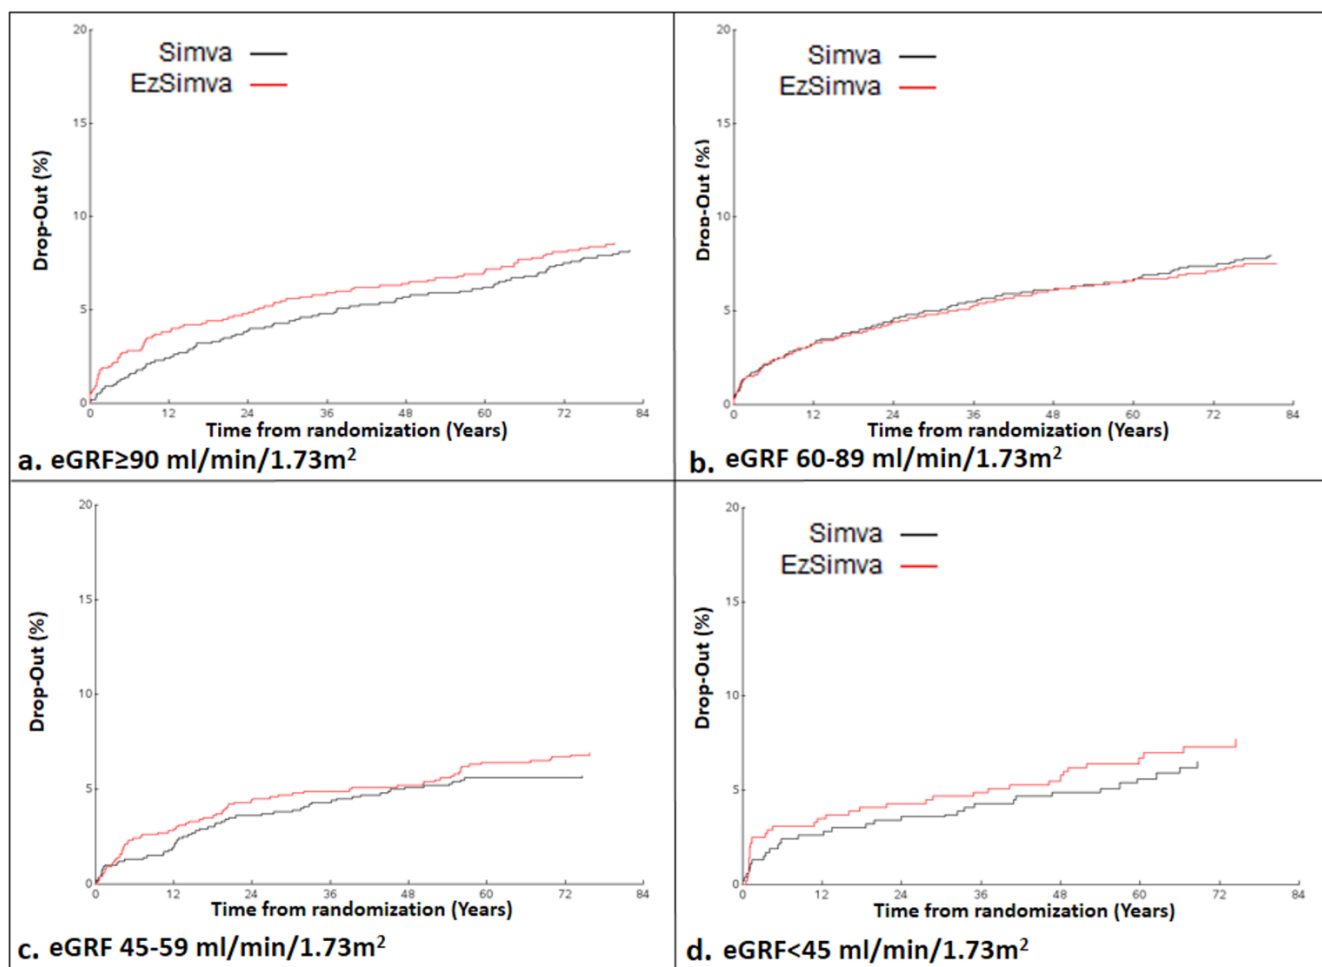 20
15
10
5
0
Drop-Out (%)
Simva
EzSimva
0 12 24 36 48 60 72 84
Time from randomization (Years)
a. eGRF≥90 ml/min/1.73m²
20
15
10
5
0
Drop-Out (%)
Simva
EzSimva
0 12 24 36 48 60 72 84
Time from randomization (Years)
b. eGRF 60-89 ml/min/1.73m²
20
15
10
5
0
Drop-Out (%)
0 12 24 36 48 60 72 84
Time from randomization (Years)
c. eGRF 45-59 ml/min/1.73m²
20
15
10
5
0
Drop-Out (%)
Simva
EzSimva
0 12 24 36 48 60 72 84
Time from randomization (Years)
d. eGRF<45 ml/min/1.73m²